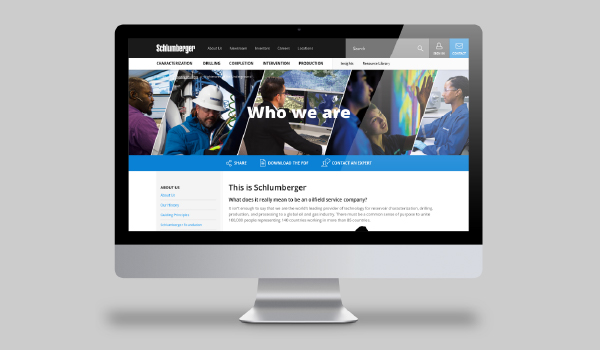 Schlumberger
About Us Newsroom Investors Careers Locations
Search
SIGN IN
CONTACT
CHARACTERIZATION DRILLING COMPLETION INTERVENTION PRODUCTION
Insights Resource Library
Who we are
SHARE DOWNLOAD THE PDF CONTACT AN EXPERT
ABOUT US
About Us
Our History
Guiding Principles
This is Schlumberger
What does it really mean to be an oilfield service company?
It isn't enough to say that we are the world's leading provider of technology for reservoir characterization, drilling,
production, and processing to a global oil and gas industry. There must be a common sense of purpose to unite
people representing 140 countries working in more than 85 countries.